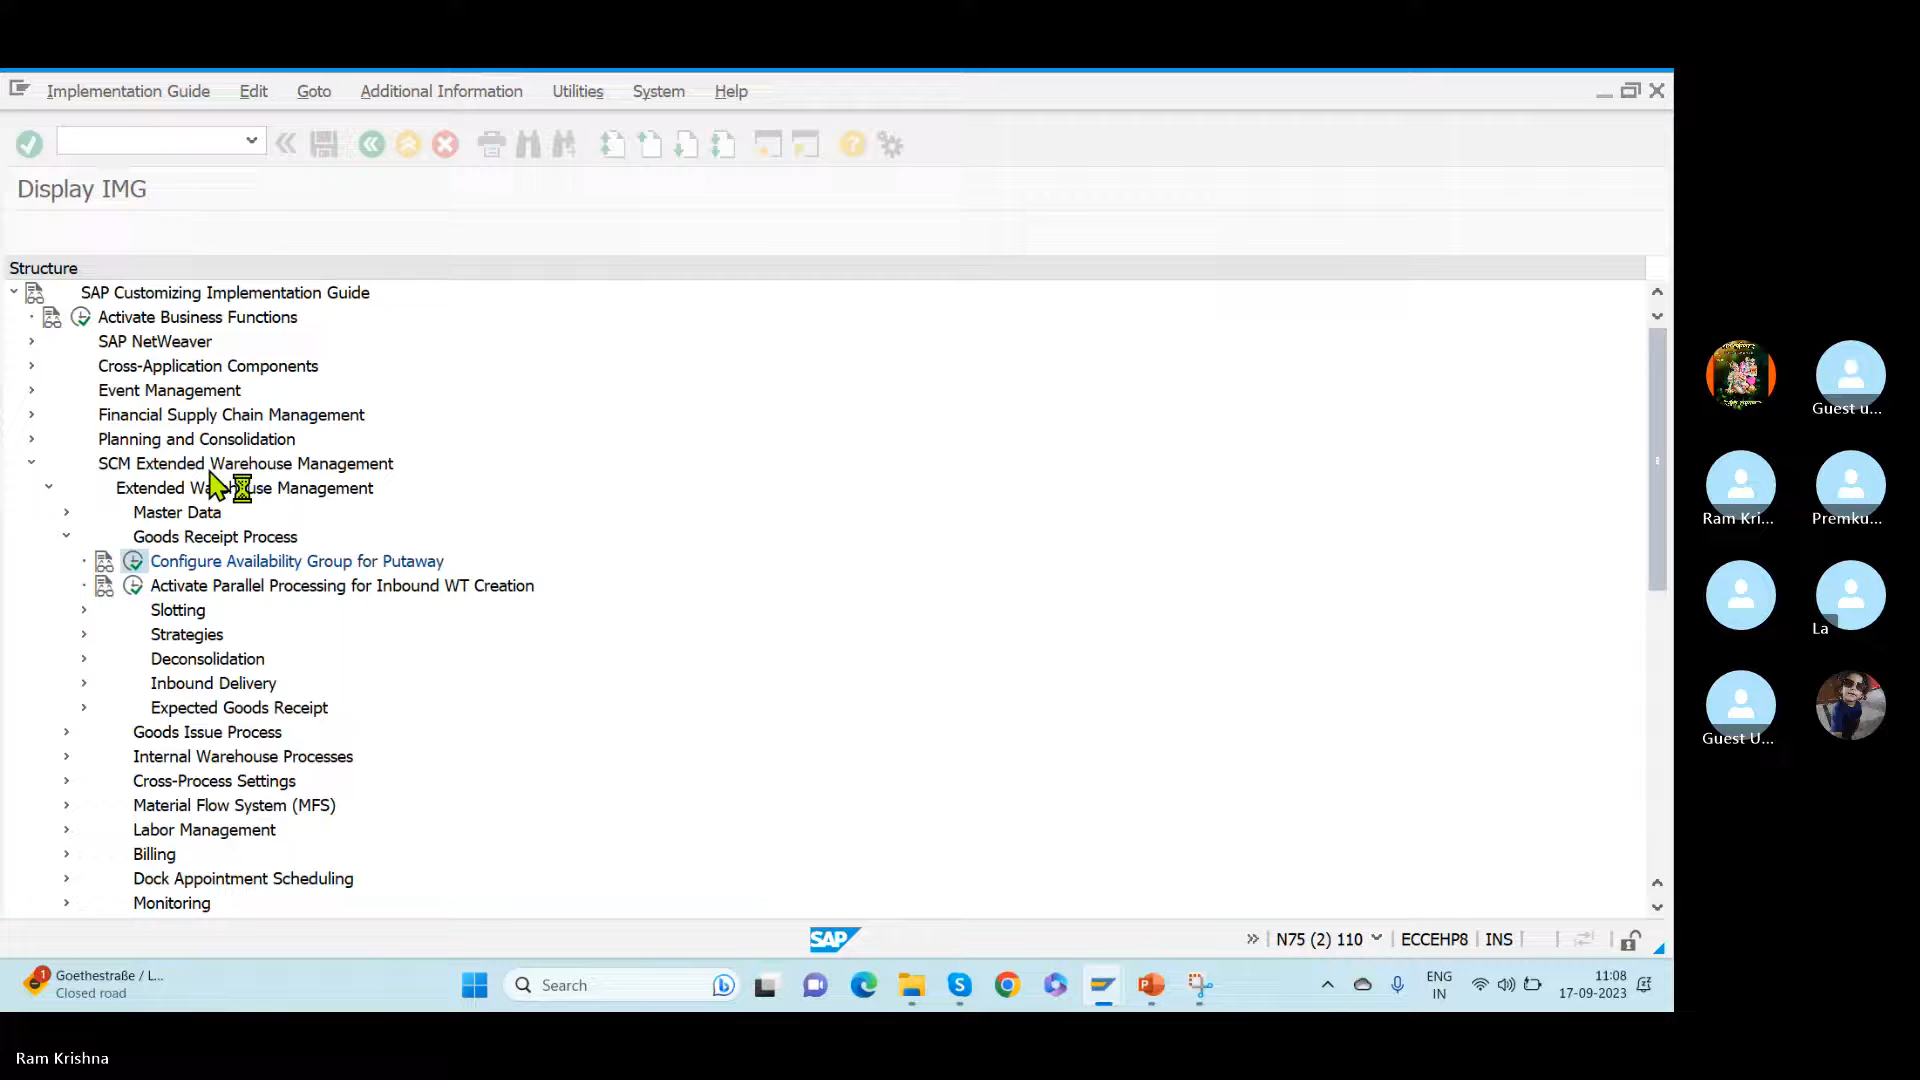 Implementation Guide Edit Goto Additional Information Utilities System Help
Display IMG
Structure
SAP Customizing Implementation Guide
Activate Business Functions
SAP NetWeaver
Cross-Application Components
Event Management
Financial Supply Chain Management
Planning and Consolidation
SCM Extended Warehouse Management
Extended Warehouse Management
Master Data
Goods Receipt Process
Configure Availability Group for Putaway
Activate Parallel Processing for Inbound WT Creation
Slotting
Strategies
Deconsolidation
Inbound Delivery
Expected Goods Receipt
Goods Issue Process
Internal Warehouse Processes
Cross-Process Settings
Material Flow System (MFS)
Labor Management
Billing
Dock Appointment Scheduling
Monitoring
SAP N75 (2) 110 ECCEHP8 INS
1 Goethestraße / L...
Closed road
Search
ENG
IN
11:08
17-09-2023
Guest u...
Ram Kri...
Premku...
La
Guest U...
Ram Krishna